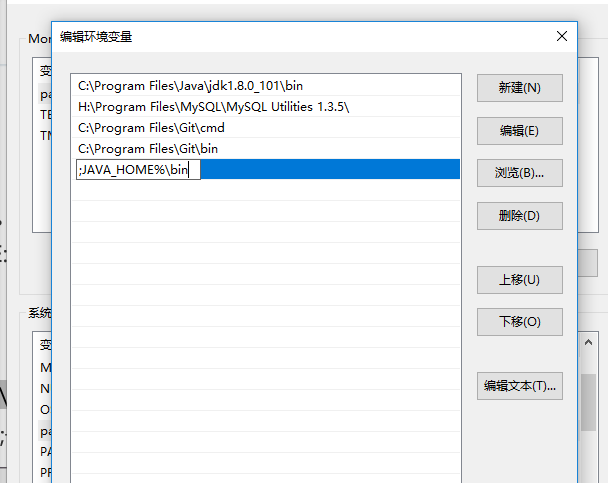 编辑环境变量
Mor
变
pa
TE
TM
C:\Program Files\Java\jdk1.8.0_101\bin
H:\Program Files\MySQL\MySQL Utilities 1.3.5\
C:\Program Files\Git\cmd
C:\Program Files\Git\bin
;JAVA_HOME%\bin
新建(N)
编辑(E)
浏览(B)...
删除(D)
上移(U)
下移(O)
编辑文本(T)...
系统
变
M
N
O
pa
PA
PF